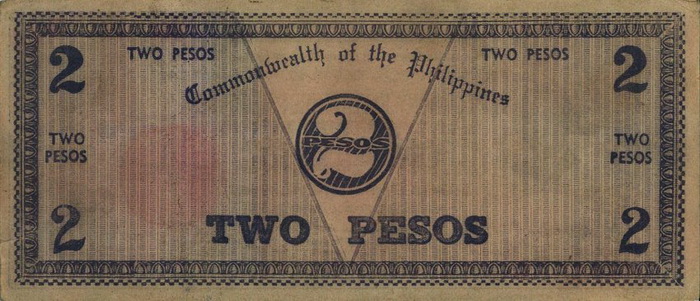 2 TWO PESOS TWO PESOS 2
Commonwealth of the Philippines
TWO PESOS
2 PESOS
TWO PESOS
2 TWO PESOS 2